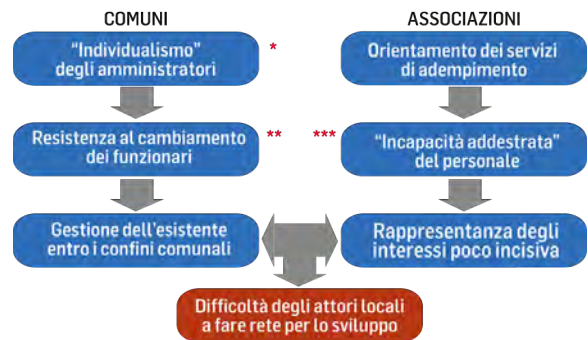 COMUNI
“Individualismo” *
degli amministratori
Resistenza al cambiamento **
dei funzionari
Gestione dell’esistente
entro i confini comunali
ASSOCIAZIONI
Orientamento dei servizi
di adempimento
*** “Incapacità addestrata”
del personale
Rappresentanza degli
interessi poco incisiva
Difficoltà degli attori locali
a fare rete per lo sviluppo